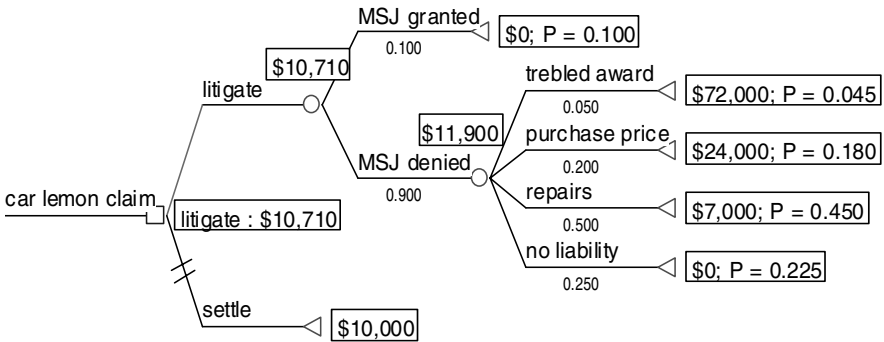 MSJ granted
0.100
$0; P = 0.100
$10,710
litigate
trebled award
0.050
$72,000; P = 0.045
$11,900
purchase price
0.200
$24,000; P = 0.180
MSJ denied
0.900
repairs
0.500
$7,000; P = 0.450
car lemon claim
litigate : $10,710
no liability
0.250
$0; P = 0.225
settle
$10,000